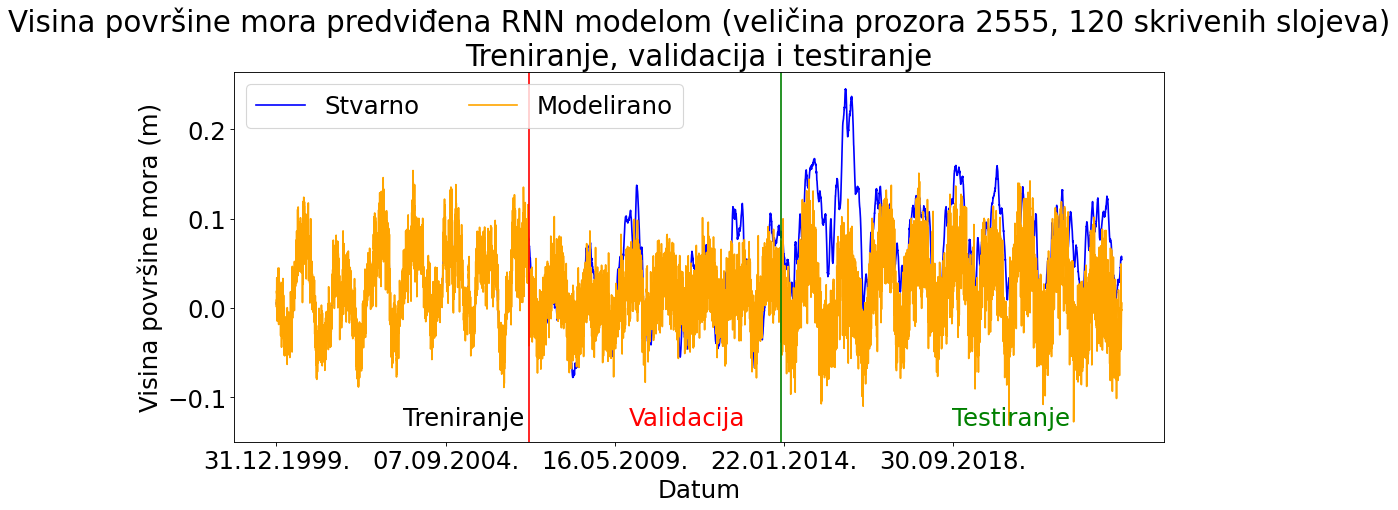 Visina površine mora predviđena RNN modelom (veličina prozora 2555, 120 skrivenih slojeva)
Treniranje, validacija i testiranje
Stvarno
Modelirano
Visina površine mora (m)
0.2
0.1
0.0
−0.1
Treniranje
Validacija
Testiranje
31.12.1999.
07.09.2004.
16.05.2009.
22.01.2014.
30.09.2018.
Datum